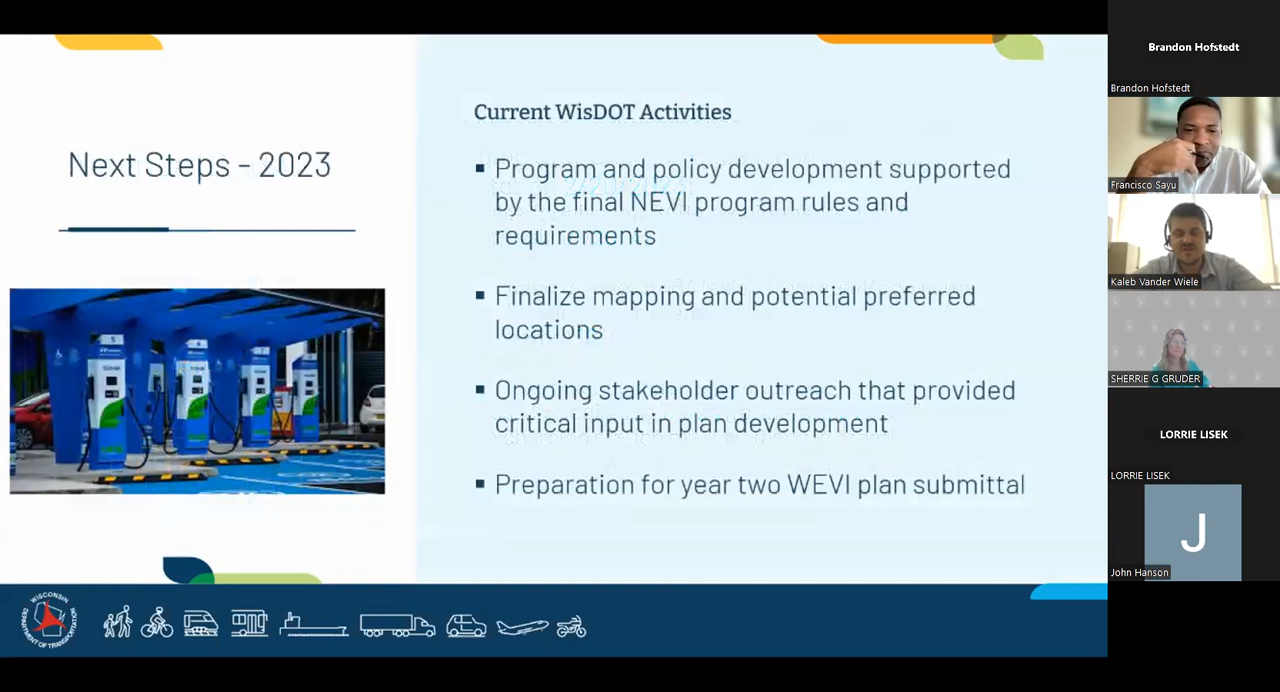 Next Steps - 2023
Current WisDOT Activities
▪ Program and policy development supported
by the final NEVI program rules and
requirements
▪ Finalize mapping and potential preferred
locations
▪ Ongoing stakeholder outreach that provided
critical input in plan development
▪ Preparation for year two WEVI plan submittal
WISCONSIN
DEPARTMENT OF TRANSPORTATION
Brandon Hofstedt
Brandon Hofstedt
Francisco Sayu
Kaleb Vander Wiele
SHERRIE G GRUDER
LORRIE LISEK
LORRIE LISEK
J
John Hanson